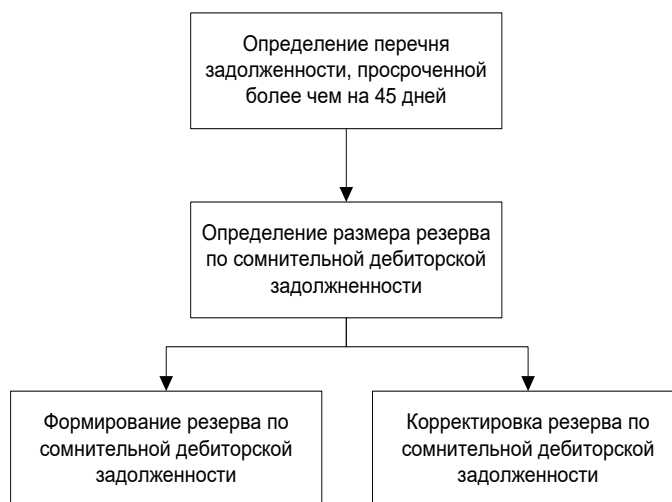 Определение перечня
задолженности, просроченной
более чем на 45 дней
Определение размера резерва
по сомнительной дебиторской
задолжненности
Формирование резерва по
сомнительной дебиторской
задолженности
Корректировка резерва по
сомнительной дебиторской
задолженности